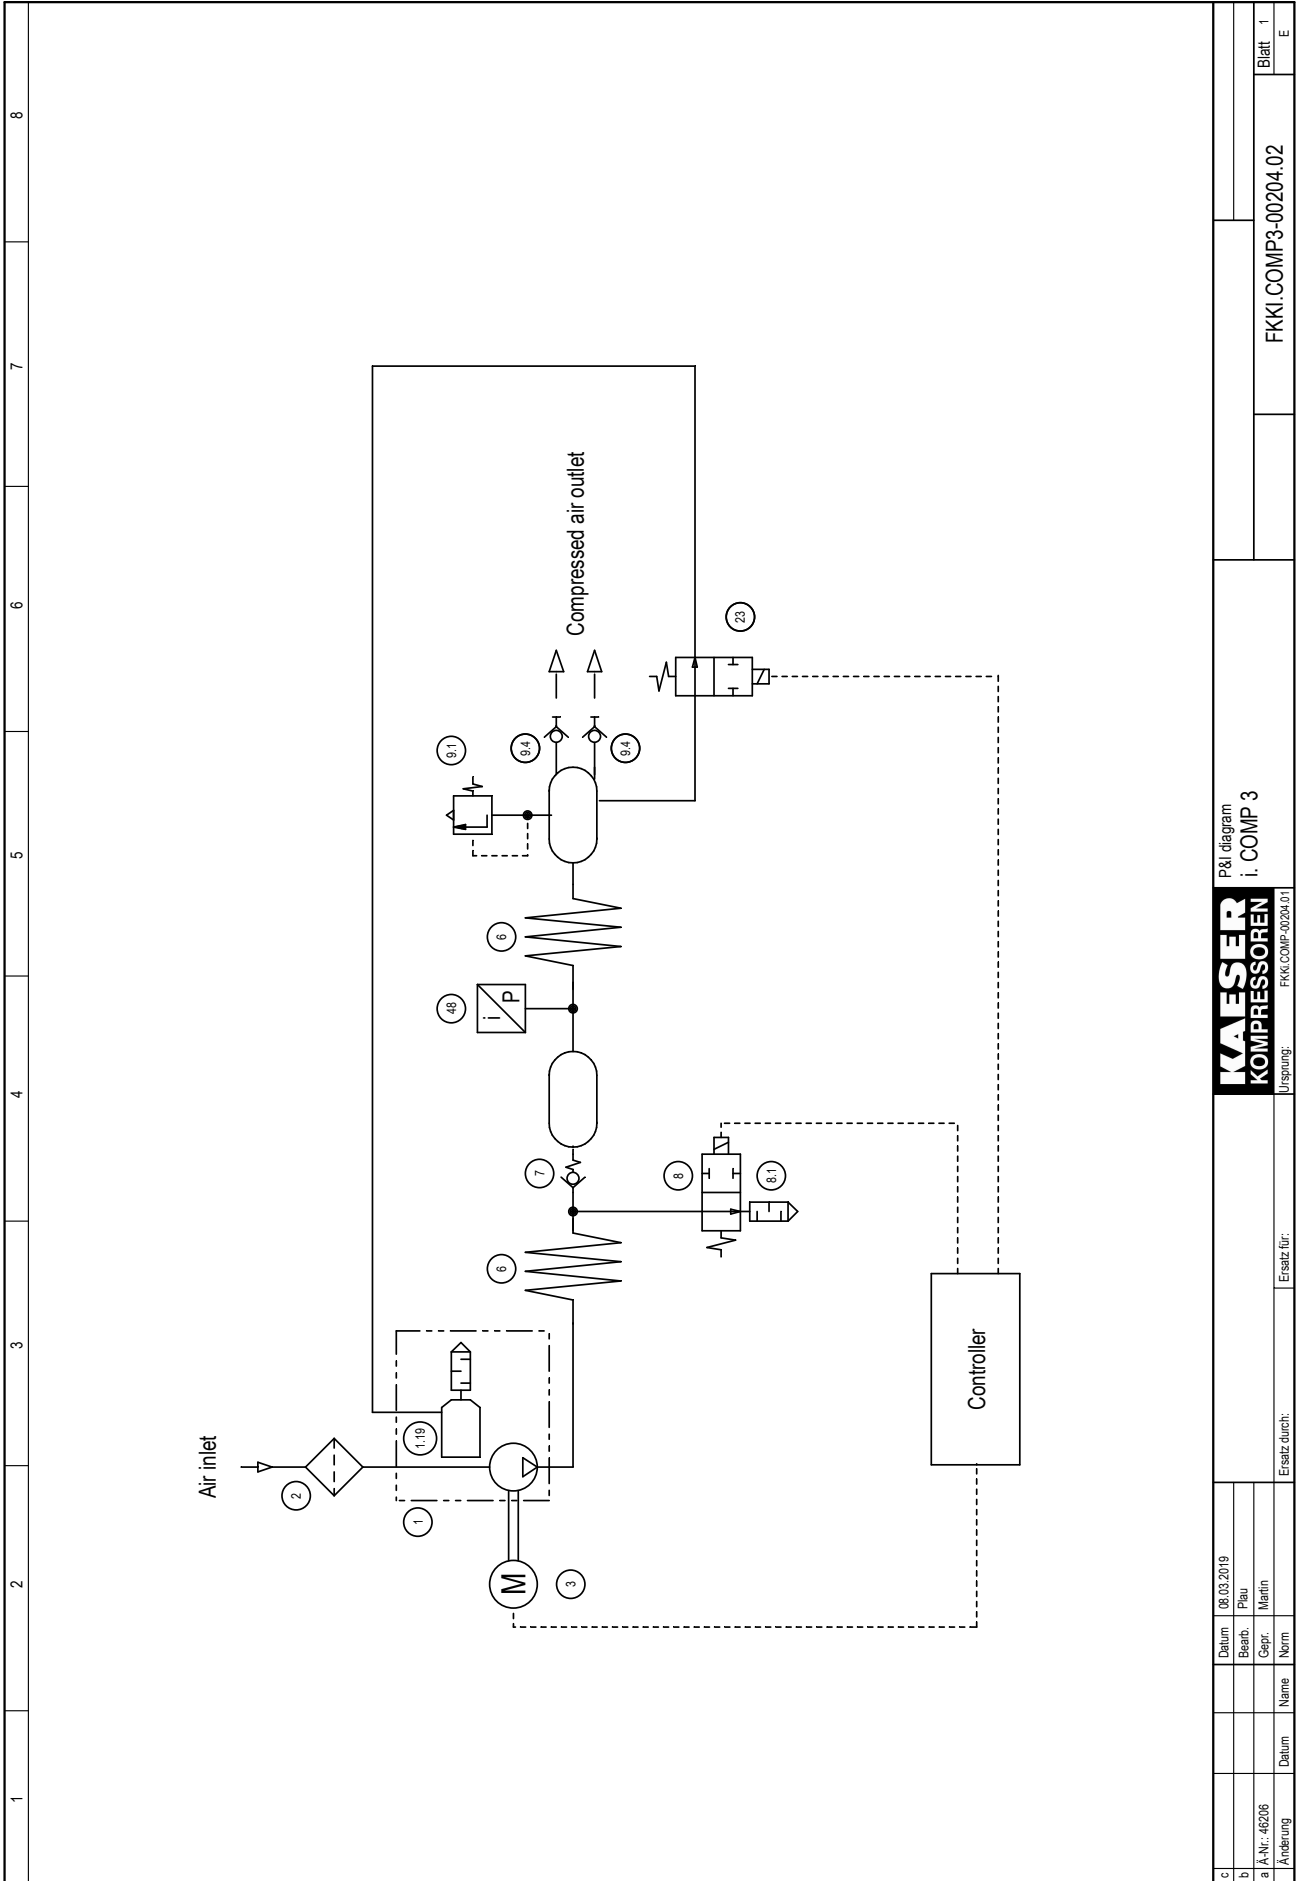 1 2 3 4 5 6 7 8
Air inlet
2
1
1.19
M
3
6
7
8
8.1
48
i
P
6
9.1
9.4
9.4
Compressed air outlet
23
Controller
c
b
a Ä-Nr.: 46206
Änderung Datum Name
Datum 08.03.2019
Bearb. Plau
Gepr. Martin
Norm
Ersatz durch:
Ersatz für:
KAESER
KOMPRESSOREN
Ursprung: FKKi.COMP-00204.01
P&I diagram
i. COMP 3
FKKI.COMP3-00204.02
Blatt 1
E